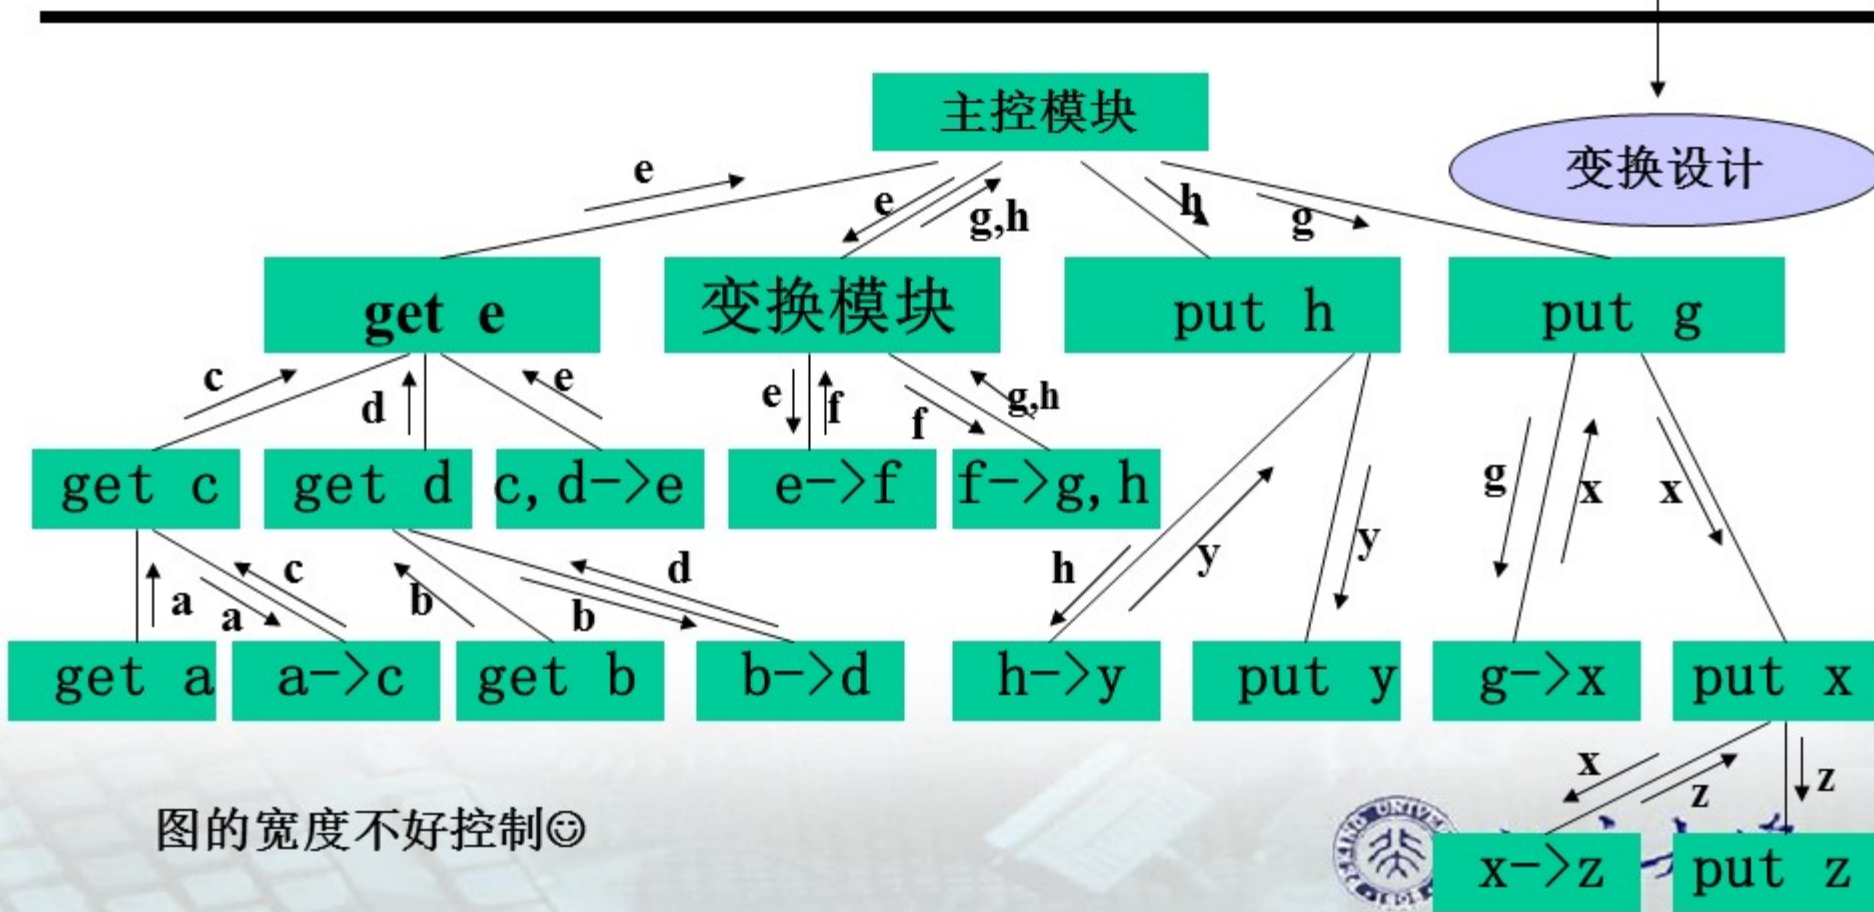 主控模块
变换设计
e
e
g,h
h
g
get e
变换模块
put h
put g
c
d
e
e
f
f
g,h
get c
get d
c,d->e
e->f
f->g,h
g
x
x
h
y
y
a
a
c
b
b
d
get a
a->c
get b
b->d
h->y
put y
g->x
put x
x
z
z
图的宽度不好控制☺
x->z
put z